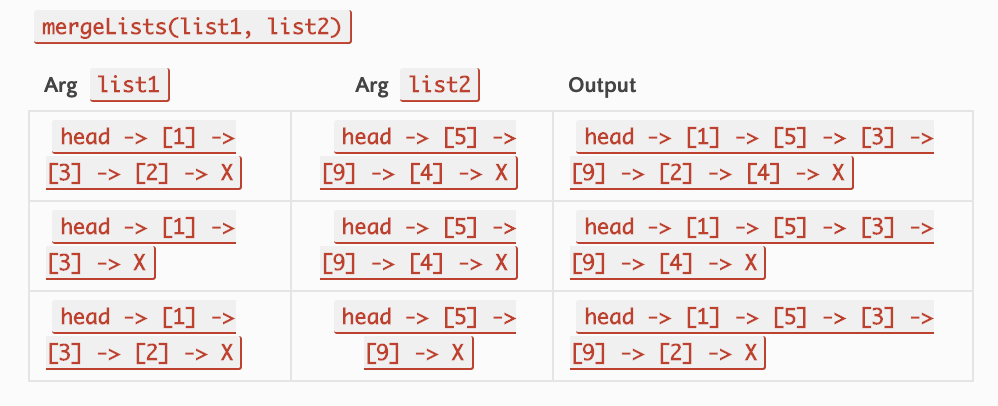 mergeLists(list1, list2)
Arg list1 Arg list2 Output
head -> [1] ->
[3] -> [2] -> X
head -> [5] ->
[9] -> [4] -> X
head -> [1] -> [5] -> [3] ->
[9] -> [2] -> [4] -> X
head -> [1] ->
[3] -> X
head -> [5] ->
[9] -> [4] -> X
head -> [1] -> [5] -> [3] ->
[9] -> [4] -> X
head -> [1] ->
[3] -> [2] -> X
head -> [5] ->
[9] -> X
head -> [1] -> [5] -> [3] ->
[9] -> [2] -> X